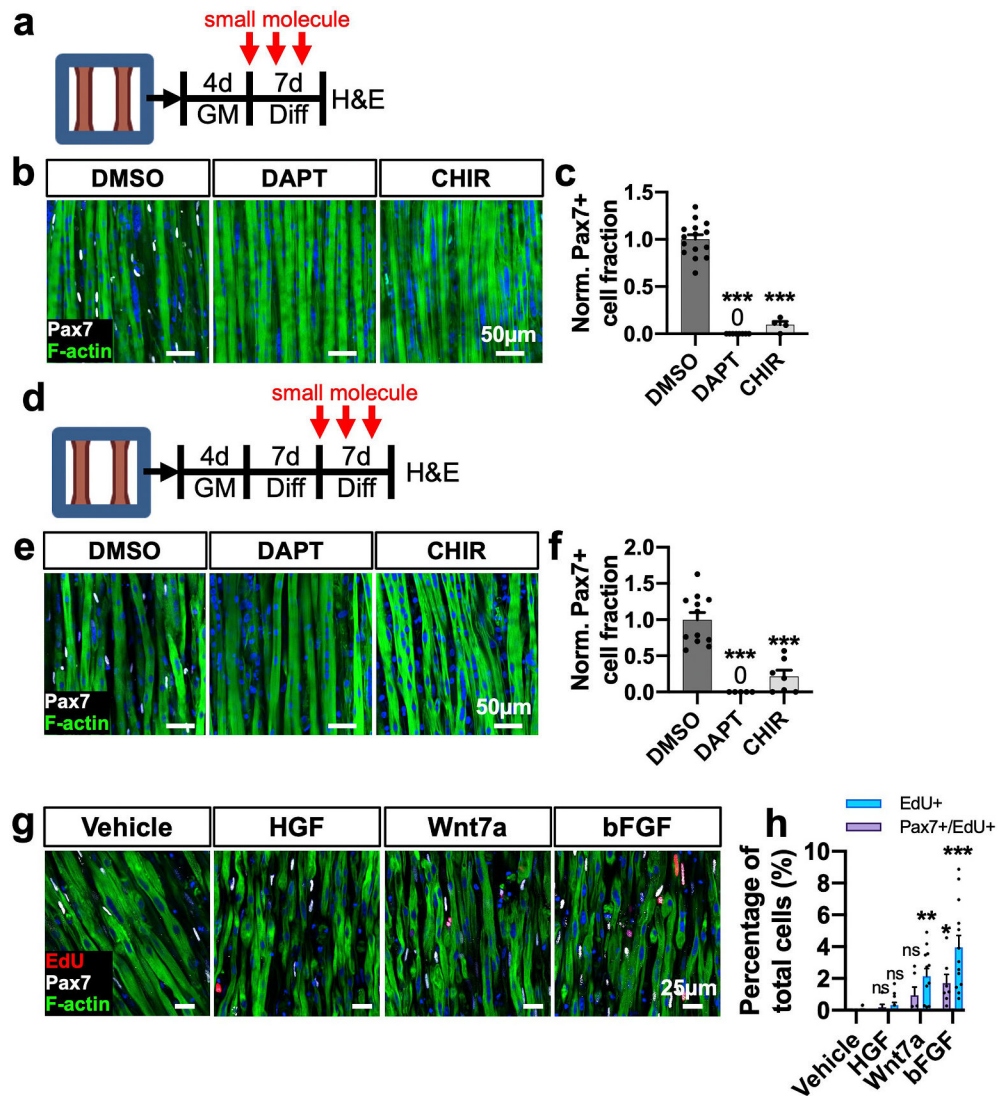 a
small molecule
4d
7d
GM
Diff
H&E
b
DMSO
DAPT
CHIR
Pax7
F-actin
50µm
c
Norm. Pax7+
cell fraction
1.5
1.0
0.5
0.0
***
***
0
DMSO
DAPT
CHIR
d
small molecule
4d
7d
7d
GM
Diff
Diff
H&E
e
DMSO
DAPT
CHIR
Pax7
F-actin
50µm
f
Norm. Pax7+
cell fraction
2.0
1.5
1.0
0.5
0.0
***
***
0
DMSO
DAPT
CHIR
g
Vehicle
HGF
Wnt7a
bFGF
EdU
Pax7
F-actin
25µm
h
EdU+
Pax7+/EdU+
Percentage of
total cells (%)
10
8
6
4
2
0
ns
ns
ns
**
*
***
Vehicle
HGF
Wnt7a
bFGF